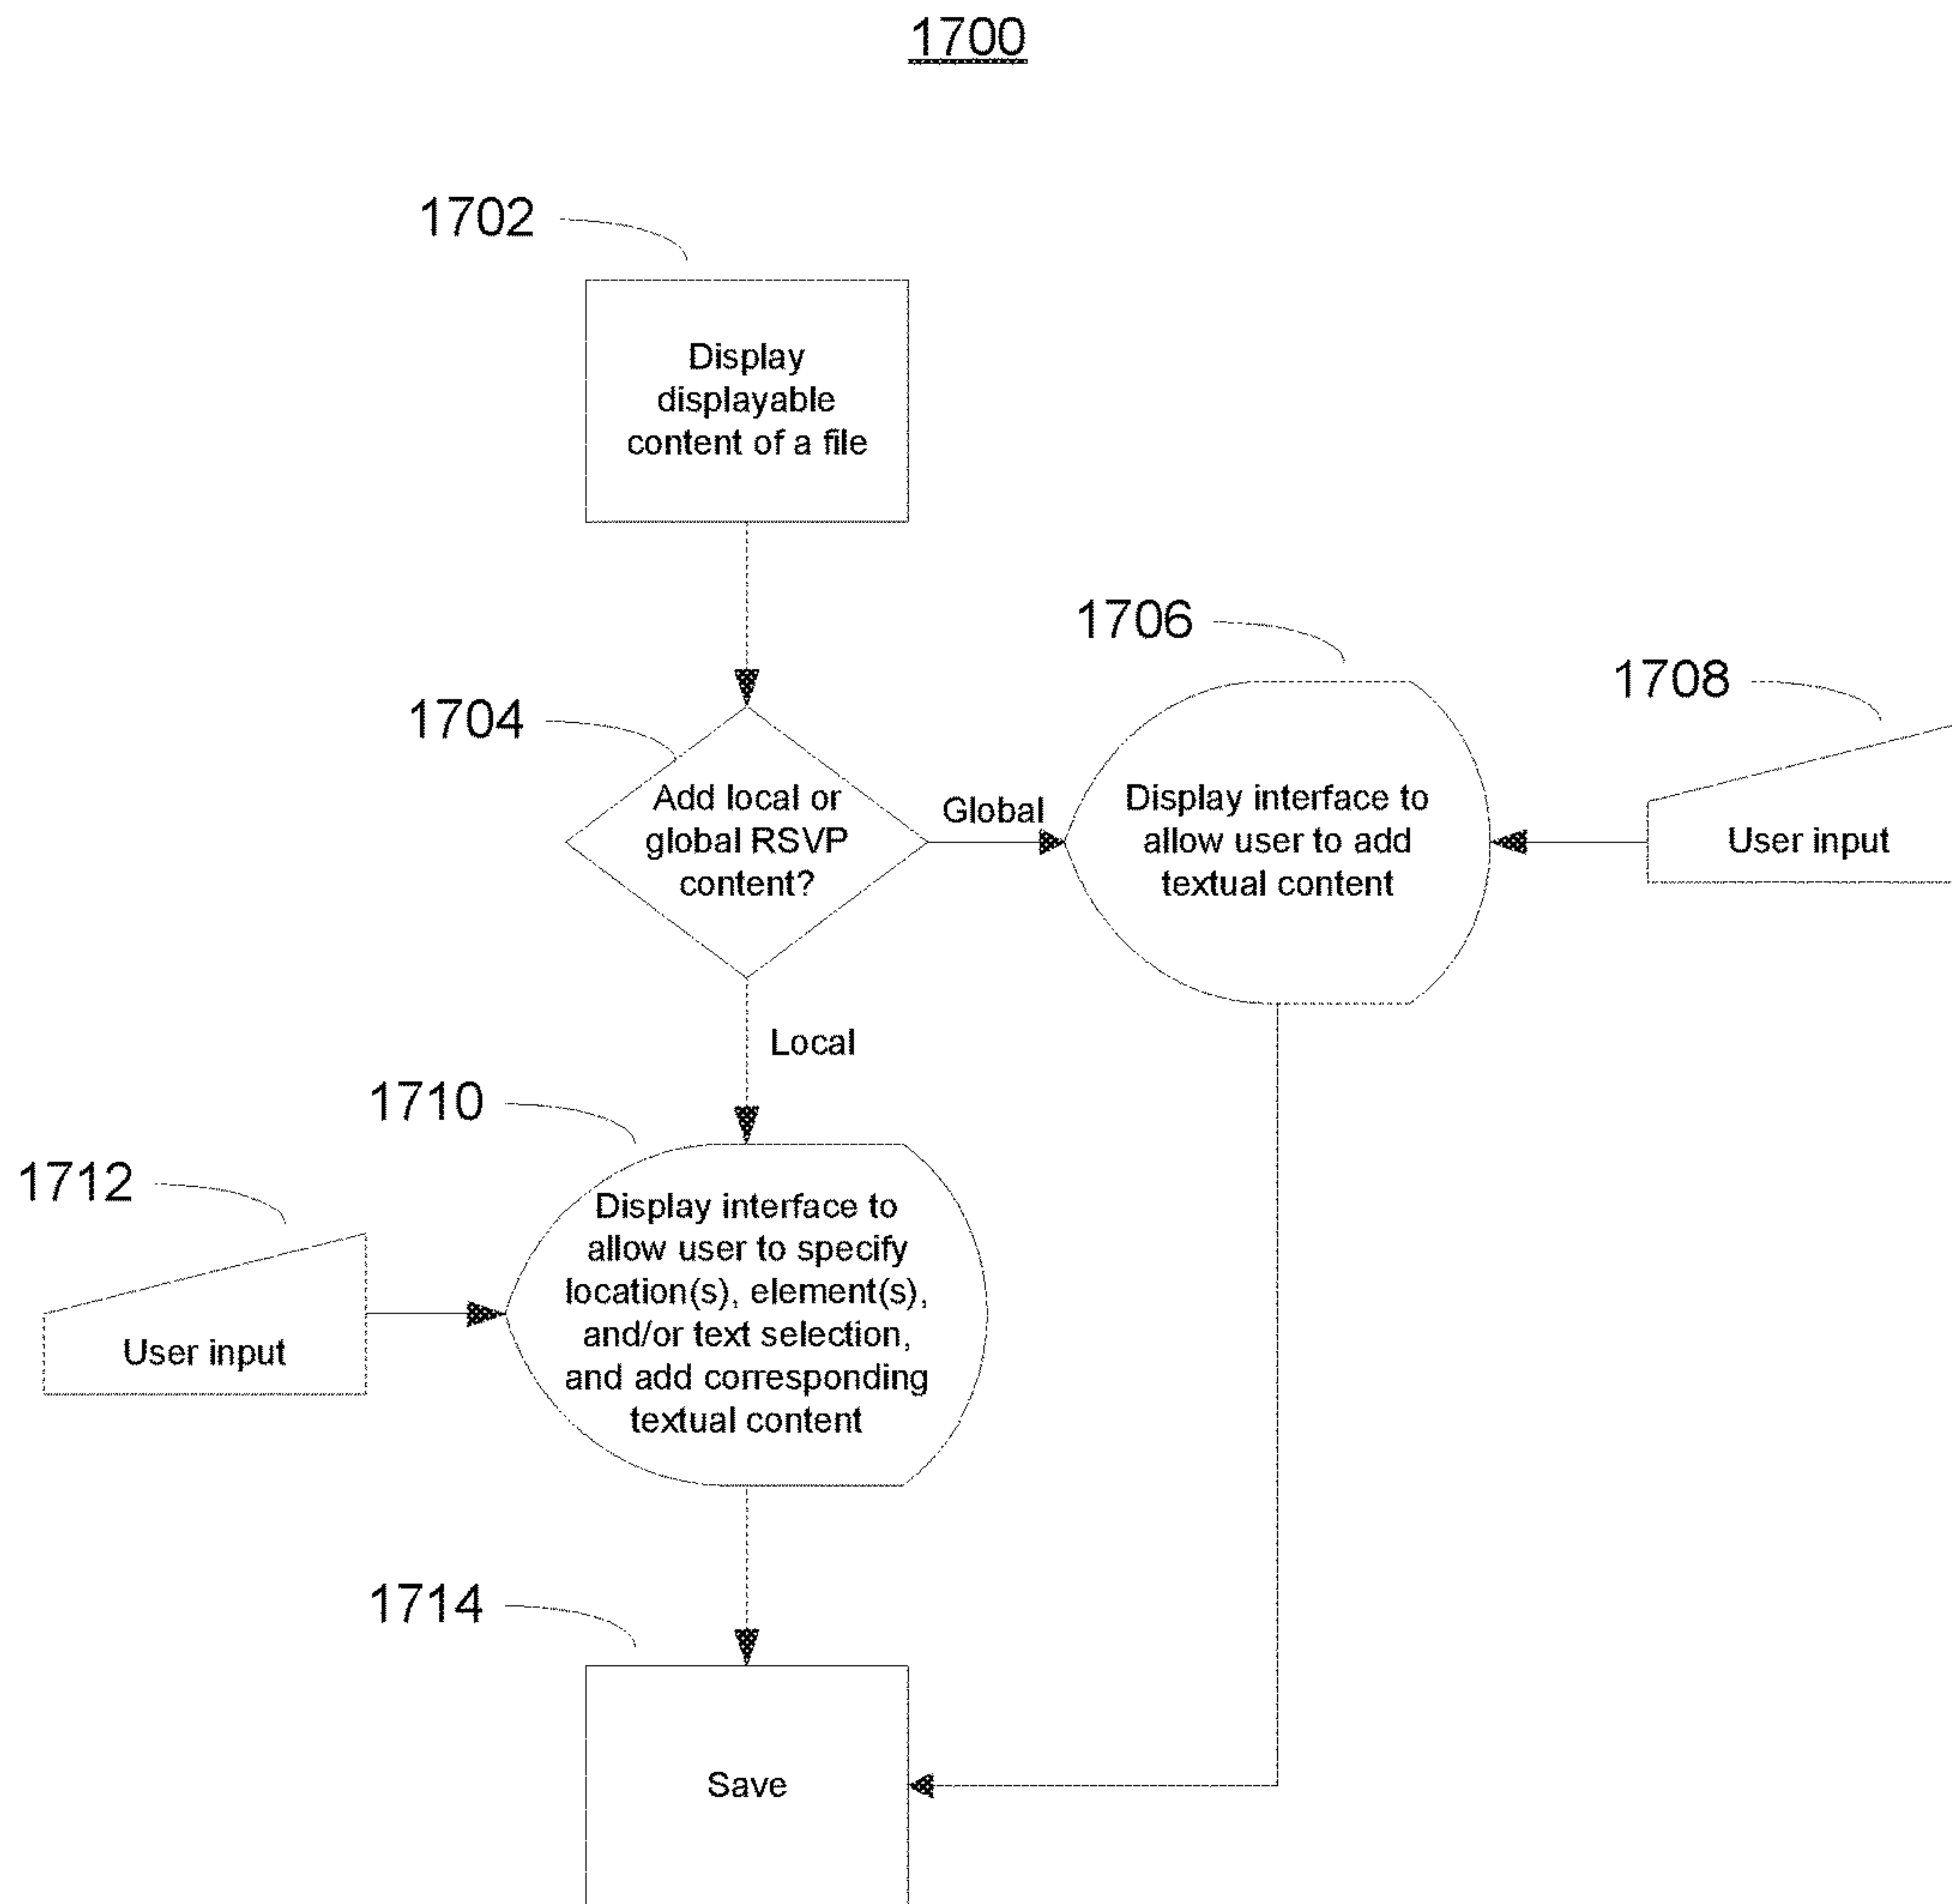 1700
1702
Display
displayable
content of a file
1704
Add local or
global RSVP
content?
Global
1706
Display interface to
allow user to add
textual content
1708
User input
Local
1710
Display interface to
allow user to specify
location(s), element(s),
and/or text selection,
and add corresponding
textual content
1712
User input
1714
Save